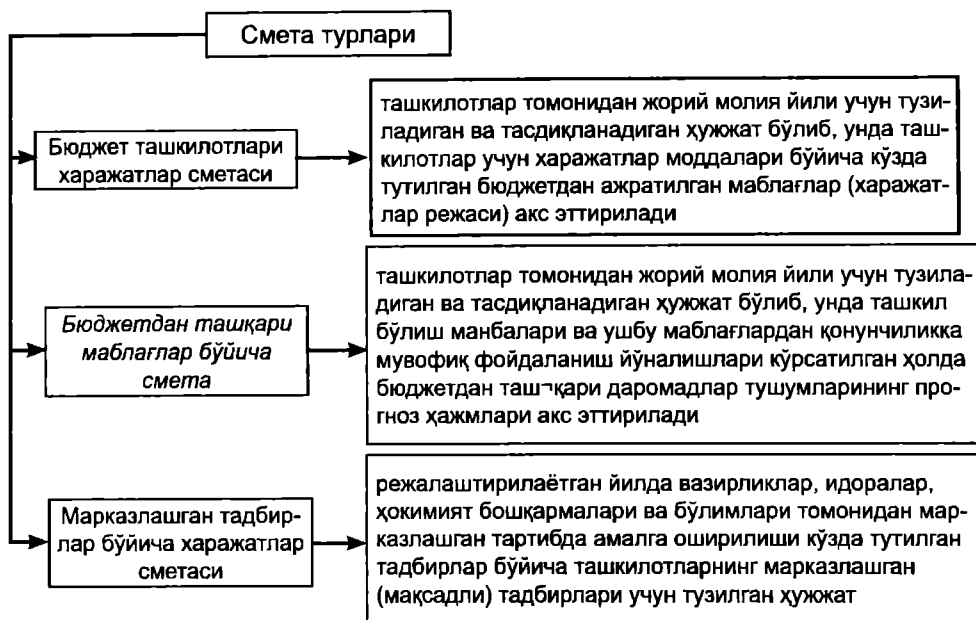 Смета турлари
Бюджет ташкилотлари
харажатлар сметаси
ташкилотлар томонидан жорий молия йили учун тузи-
ладиган ва тасдиқланадиган ҳужжат бўлиб, унда таш-
килотлар учун харажатлар моддалари бўйича кўзда
тутилган бюджетдан ажратилган маблағлар (харажат-
лар режаси) акс эттирилади
Бюджетдан ташқари
маблағлар бўйича
смета
ташкилотлар томонидан жорий молия йили учун тузила-
диган ва тасдиқланадиган ҳужжат бўлиб, унда ташкил
бўлиш манбалари ва ушбу маблағлардан қонунчиликка
мувофиқ фойдаланиш йўналишлари кўрсатилган ҳолда
бюджетдан таш¬қари даромадлар тушумларининг про-
гноз ҳажмлари акс эттирилади
Марказлашган тадбир-
лар бўйича харажатлар
сметаси
режалаштирилаётган йилда вазирликлар, идоралар,
ҳокимият бошқармалари ва бўлимлари томонидан мар-
казлашган тартибда амалга оширилиши кўзда тутилган
тадбирлар бўйича ташкилотларнинг марказлашган
(мақсадли) тадбирлари учун тузилган ҳужжат